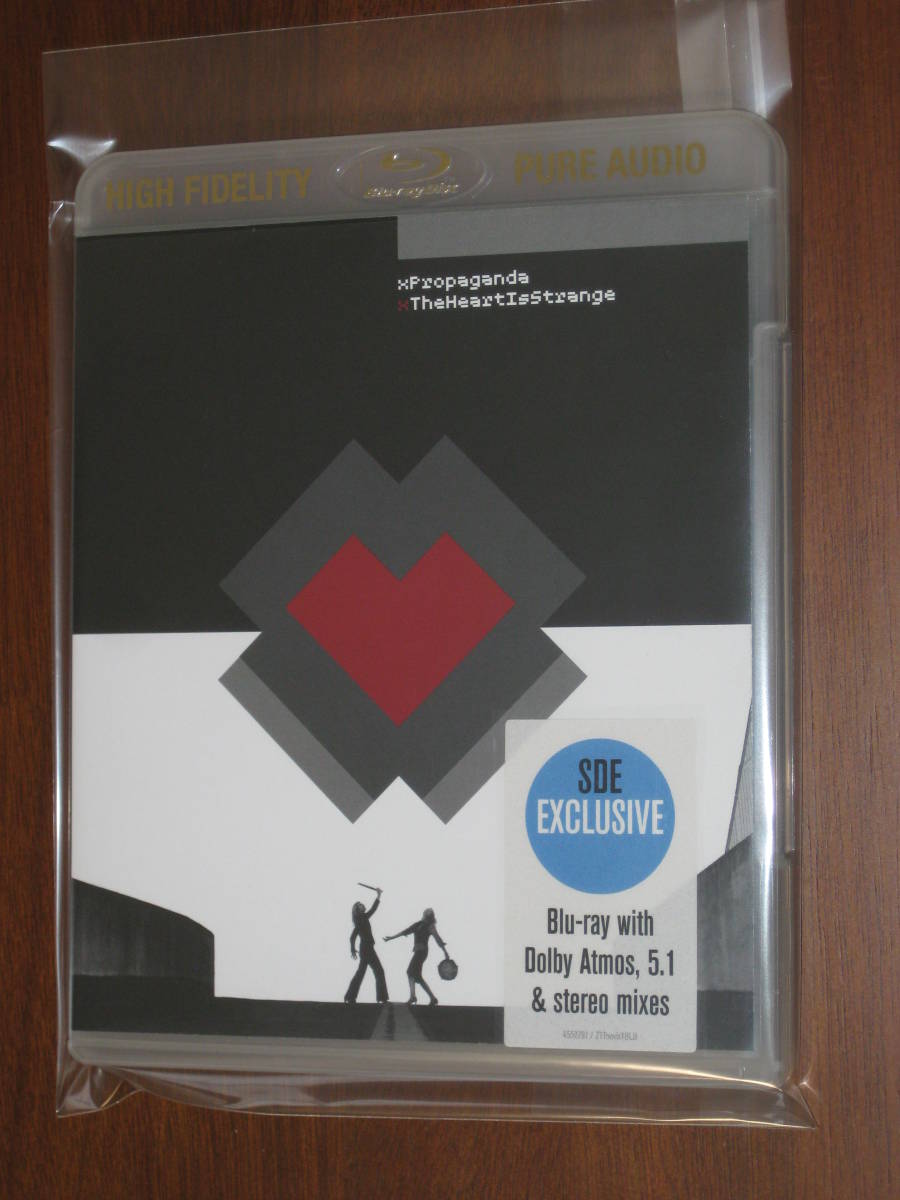 HIGH FIDELITY
Blu-ray Disc
PURE AUDIO
xPropaganda
xTheHeartIsStrange
SDE
EXCLUSIVE
Blu-ray with
Dolby Atmos, 5.1
& stereo mixes